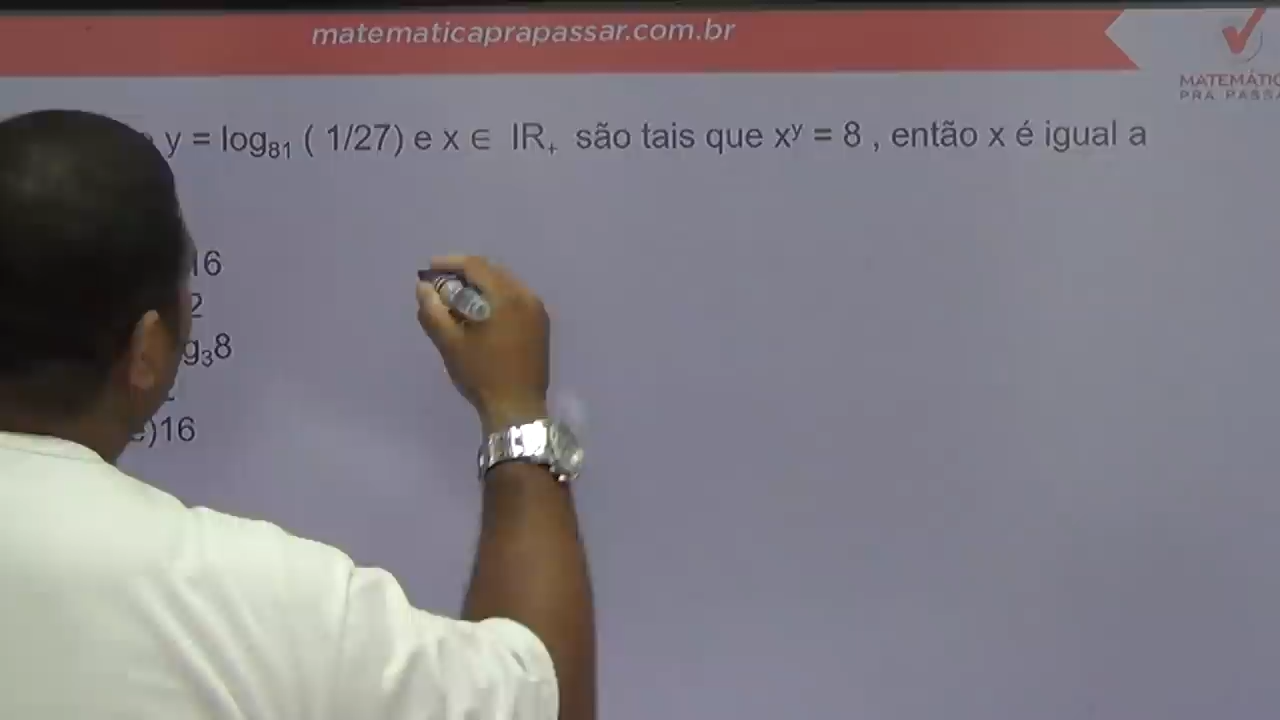 matematicaprapassar.com.br
MATEMÁTIC
PRA PASSA
y = log₈₁ ( 1/27) e x ∈ IR₊ são tais que xʸ = 8 , então x é igual a
16
2
g₃8
e)16